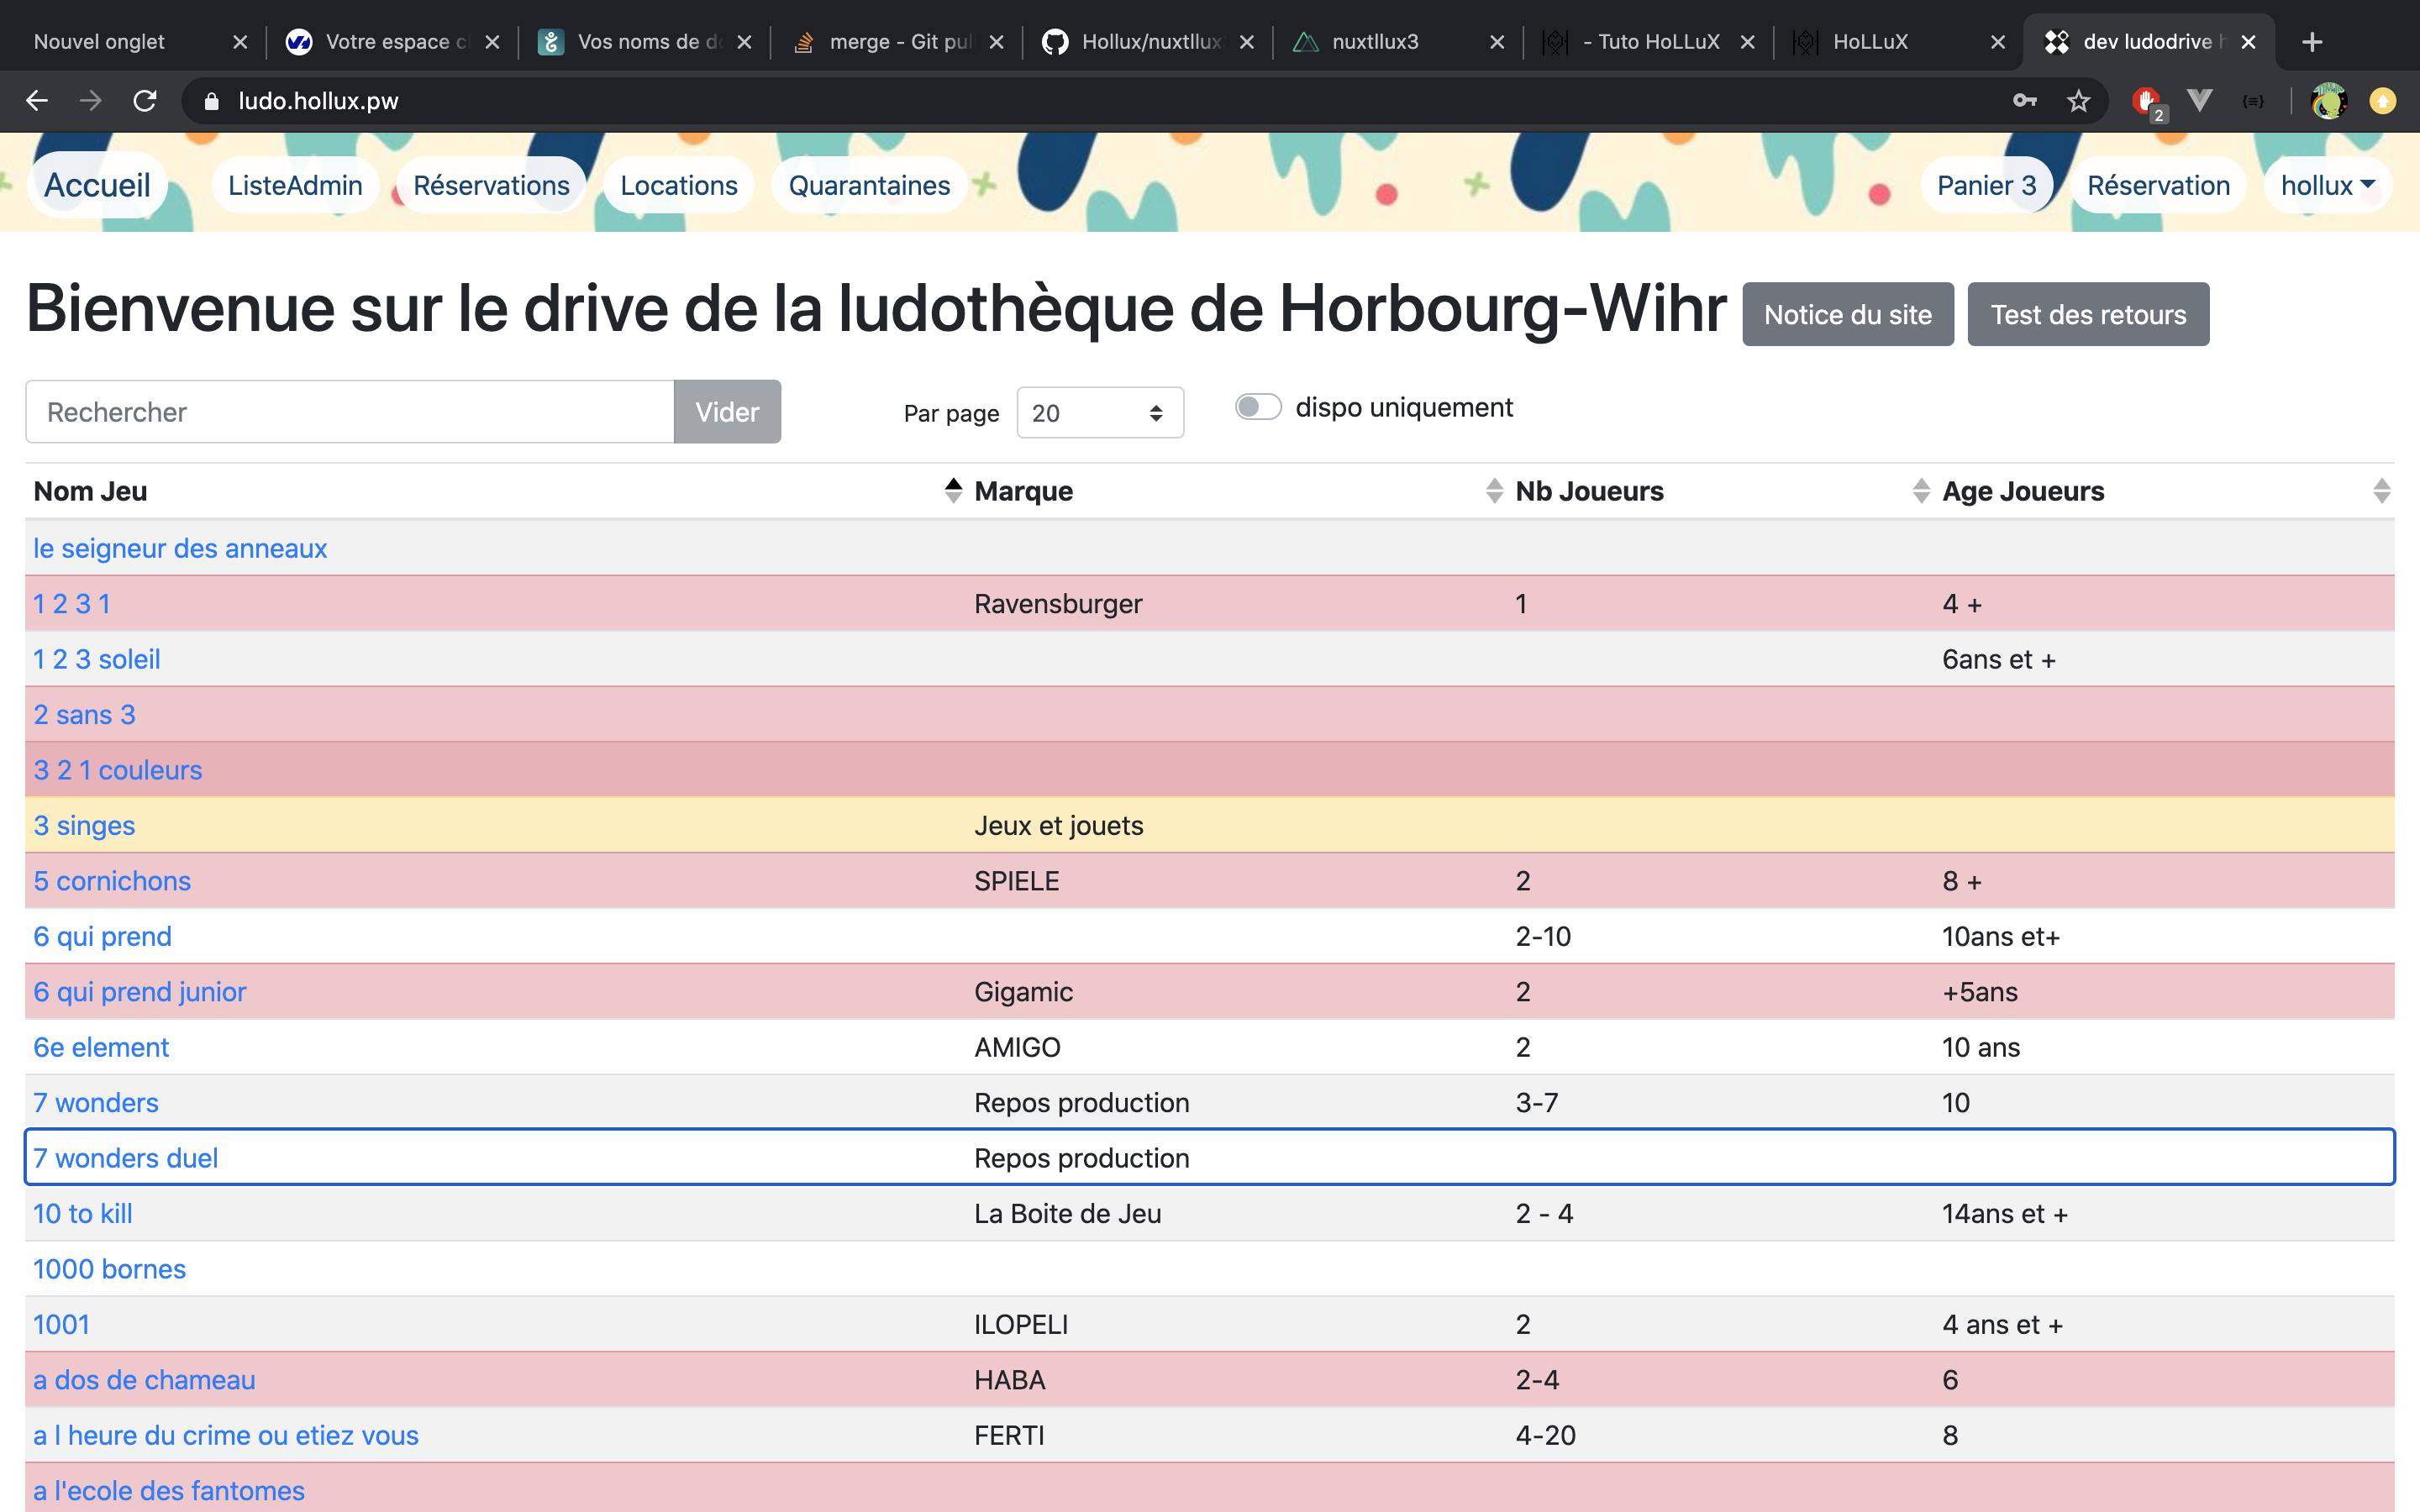 Nouvel onglet Votre espace cl Vos noms de do merge - Git pul Hollux/nuxtllux nuxtllux3 - Tuto HoLLuX HoLLuX dev ludodrive h
ludo.hollux.pw 2
Accueil ListeAdmin Réservations Locations Quarantaines Panier 3 Réservation hollux
Bienvenue sur le drive de la ludothèque de Horbourg-Wihr Notice du site Test des retours
Rechercher Vider Par page 20 dispo uniquement
Nom Jeu Marque Nb Joueurs Age Joueurs
le seigneur des anneaux
1 2 3 1 Ravensburger 1 4 +
1 2 3 soleil 6ans et +
2 sans 3
3 2 1 couleurs
3 singes Jeux et jouets
5 cornichons SPIELE 2 8 +
6 qui prend 2-10 10ans et+
6 qui prend junior Gigamic 2 +5ans
6e element AMIGO 2 10 ans
7 wonders Repos production 3-7 10
7 wonders duel Repos production
10 to kill La Boite de Jeu 2 - 4 14ans et +
1000 bornes
1001 ILOPELI 2 4 ans et +
a dos de chameau HABA 2-4 6
a l heure du crime ou etiez vous FERTI 4-20 8
a l'ecole des fantomes